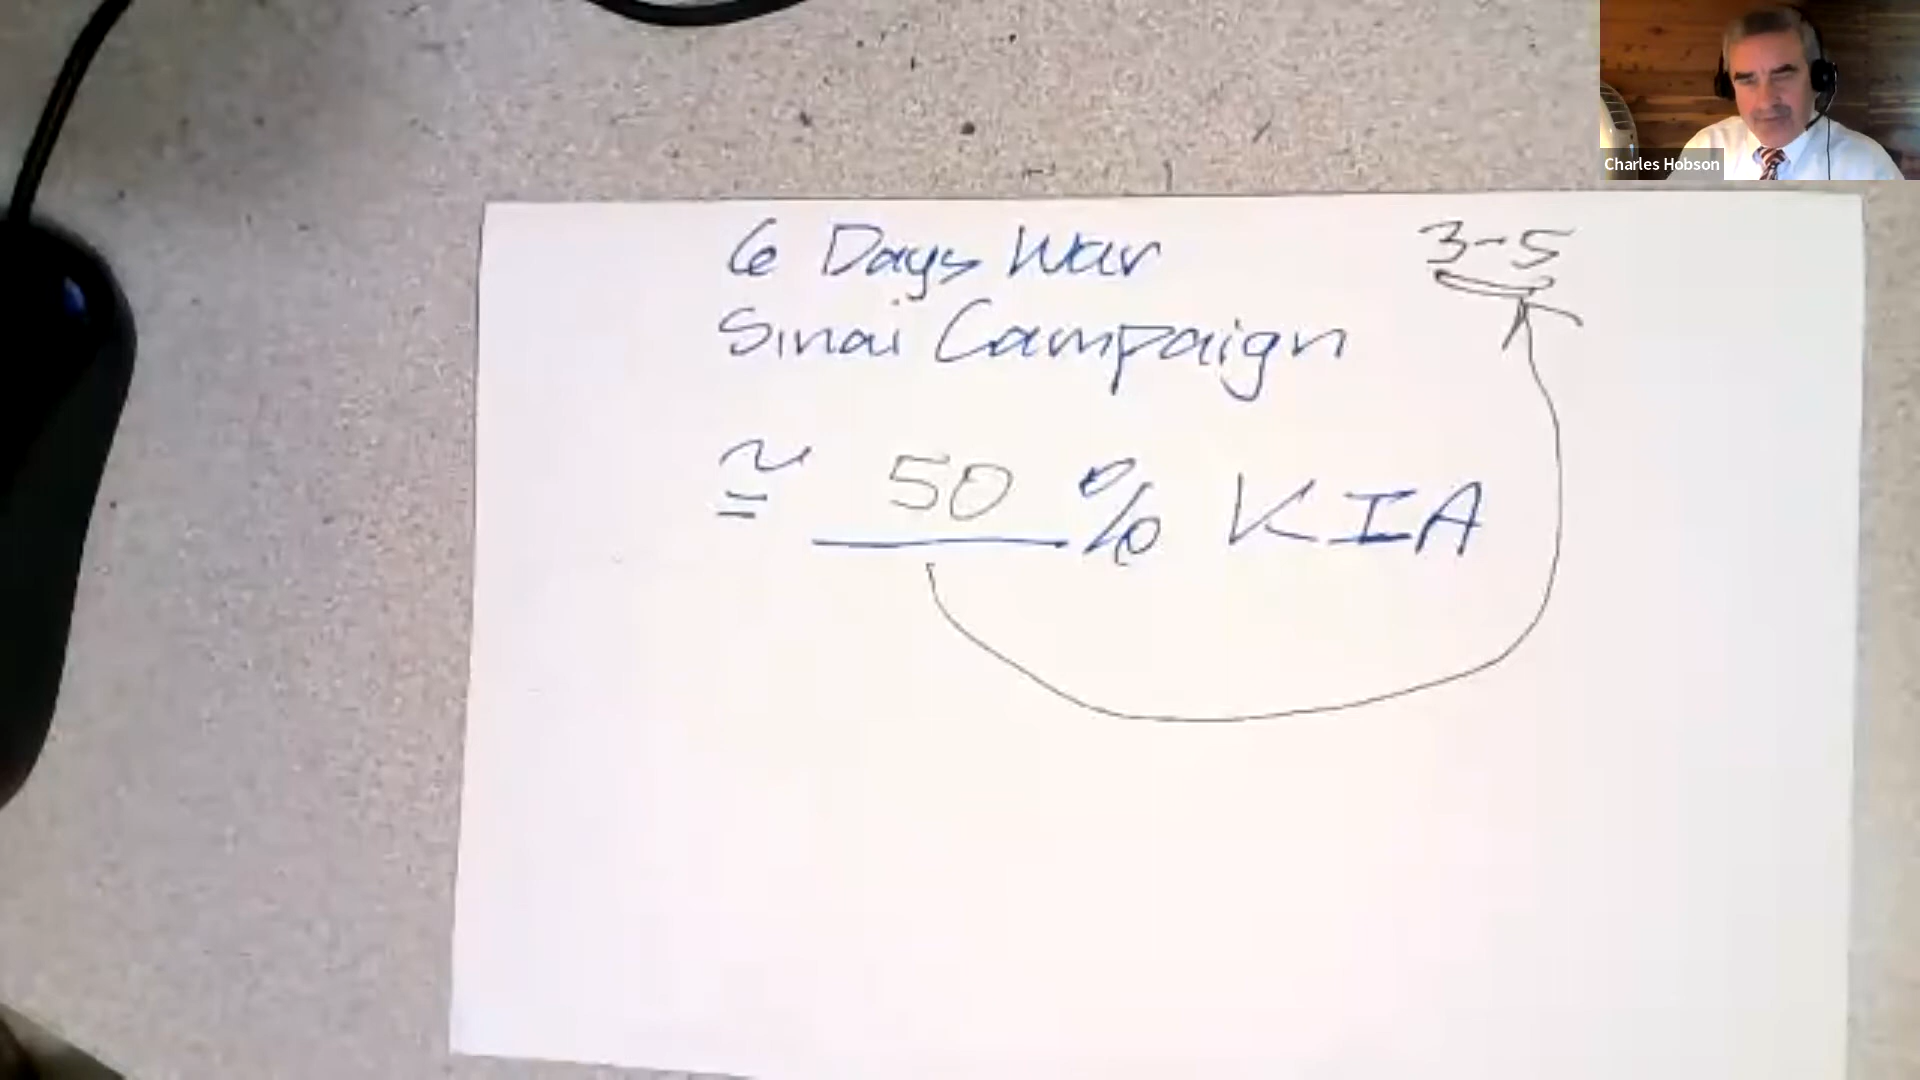 Charles Hobson
6 Days War
3-5
Sinai Campaign
≅ 50 % KIA